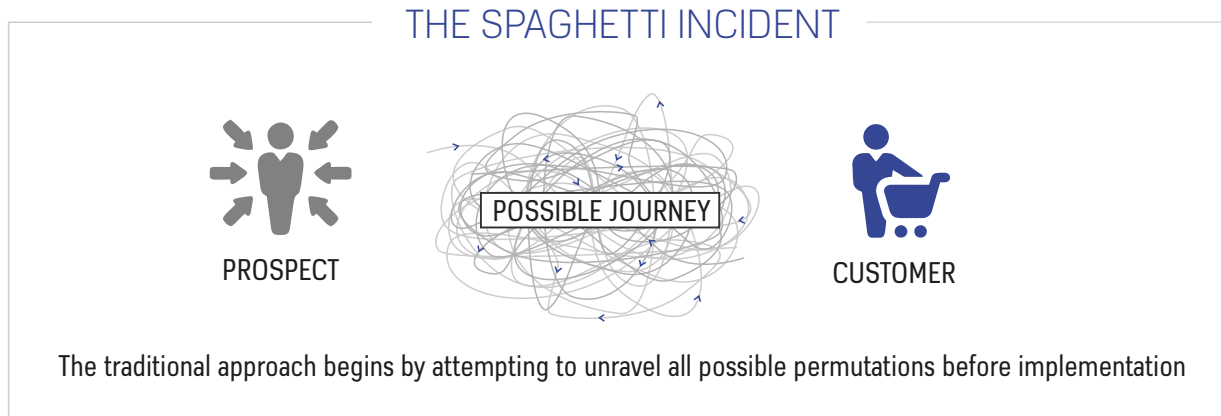 THE SPAGHETTI INCIDENT
POSSIBLE JOURNEY
PROSPECT
CUSTOMER
The traditional approach begins by attempting to unravel all possible permutations before implementation